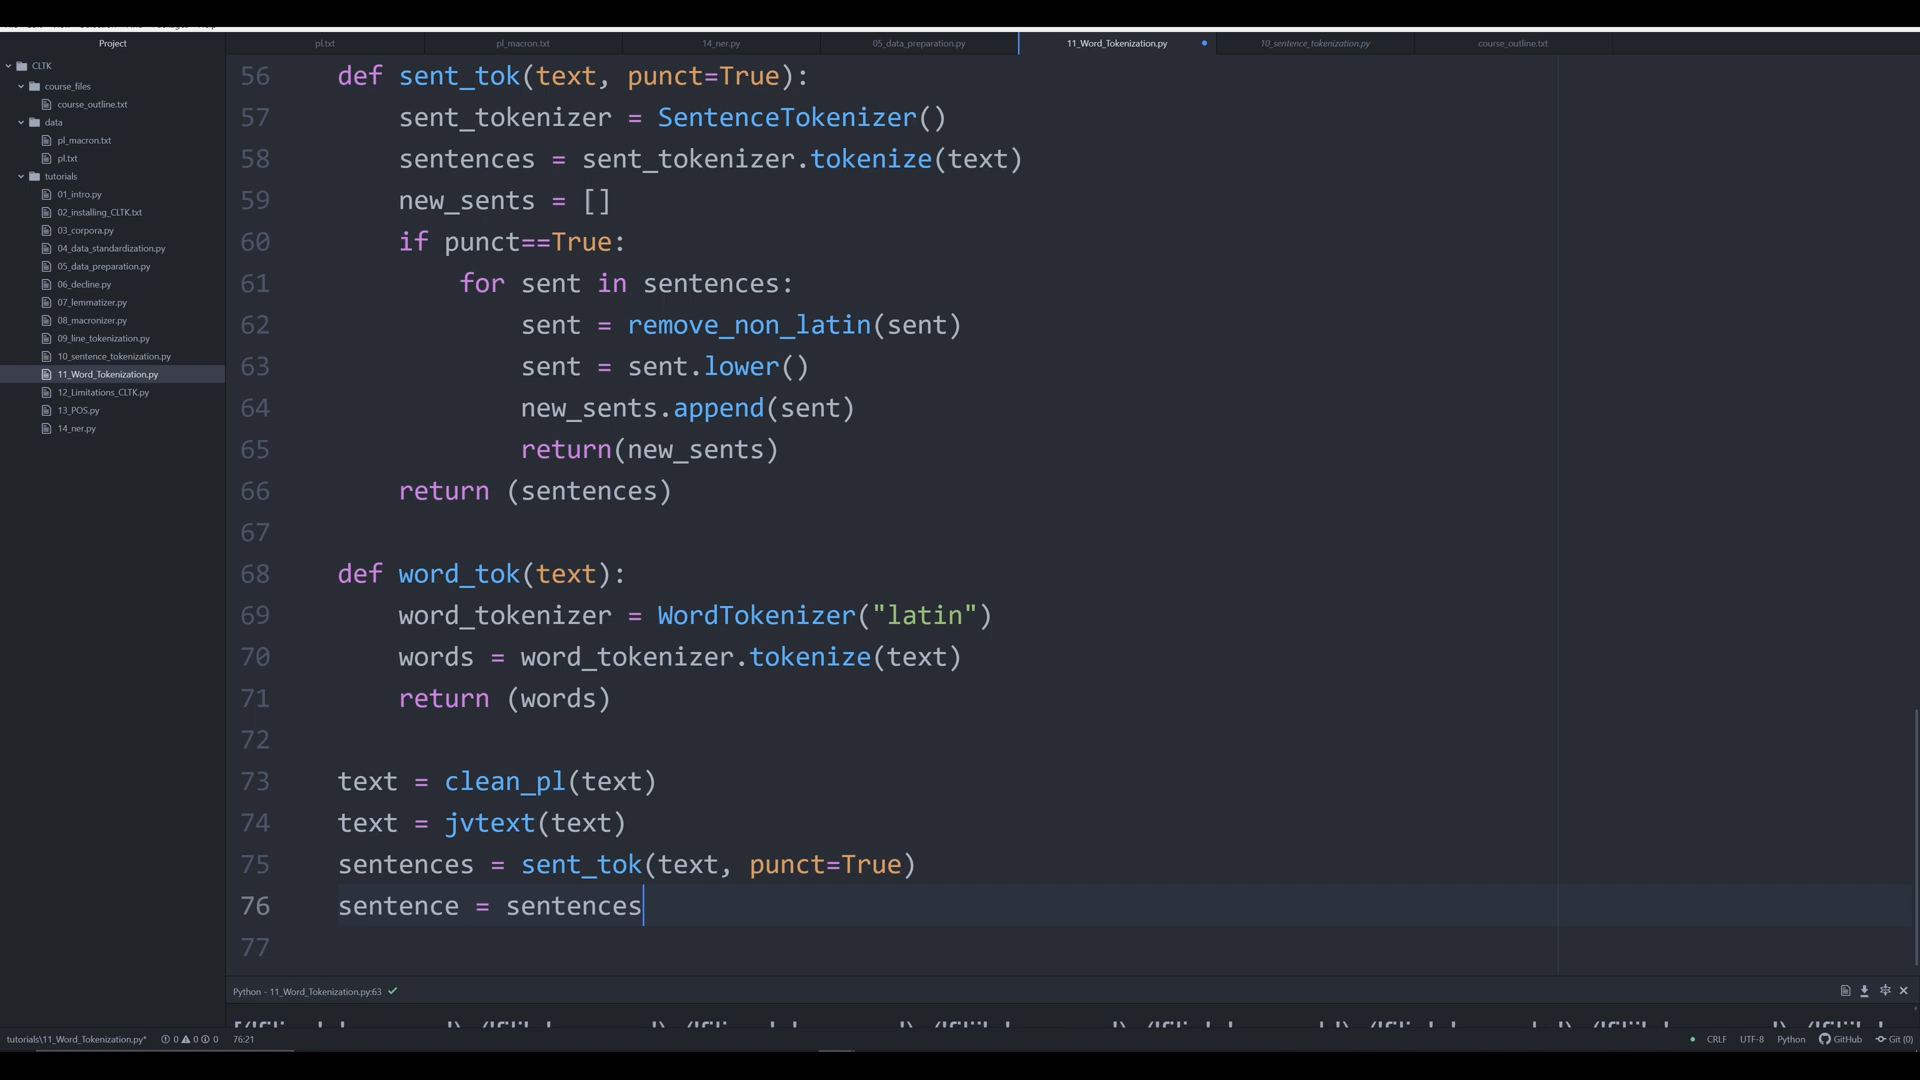 Project
pl.txt
pl_macron.txt
14_ner.py
05_data_preparation.py
11_Word_Tokenization.py
10_sentence_tokenization.py
course_outline.txt
CLTK
course_files
course_outline.txt
data
pl_macron.txt
pl.txt
tutorials
01_intro.py
02_installing_CLTK.txt
03_corpora.py
04_data_standardization.py
05_data_preparation.py
06_decline.py
07_lemmatizer.py
08_macronizer.py
09_line_tokenization.py
10_sentence_tokenization.py
11_Word_Tokenization.py
12_Limitations_CLTK.py
13_POS.py
14_ner.py
56 def sent_tok(text, punct=True):
57 sent_tokenizer = SentenceTokenizer()
58 sentences = sent_tokenizer.tokenize(text)
59 new_sents = []
60 if punct==True:
61 for sent in sentences:
62 sent = remove_non_latin(sent)
63 sent = sent.lower()
64 new_sents.append(sent)
65 return(new_sents)
66 return (sentences)
67
68 def word_tok(text):
69 word_tokenizer = WordTokenizer("latin")
70 words = word_tokenizer.tokenize(text)
71 return (words)
72
73 text = clean_pl(text)
74 text = jvtext(text)
75 sentences = sent_tok(text, punct=True)
76 sentence = sentences
77
Python - 11_Word_Tokenization.py:63
tutorials\11_Word_Tokenization.py* 0 0 0 76:21 CRLF UTF-8 Python GitHub Git (0)